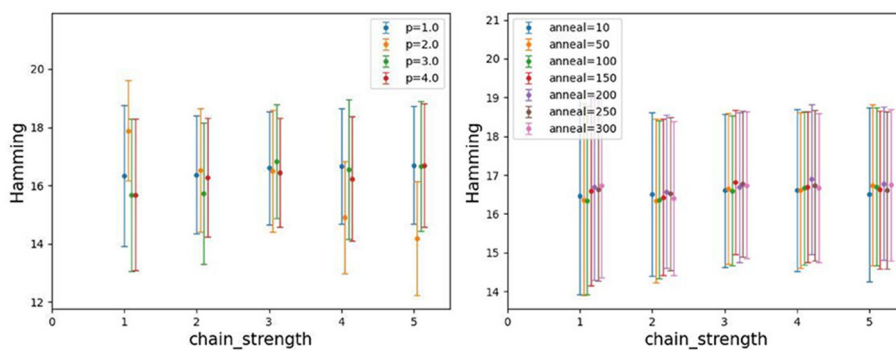 p=1.0
p=2.0
p=3.0
p=4.0
20
18
16
14
12
Hamming
0
1
2
3
4
5
chain_strength
anneal=10
anneal=50
anneal=100
anneal=150
anneal=200
anneal=250
anneal=300
21
20
19
18
17
16
15
14
Hamming
0
1
2
3
4
5
chain_strength